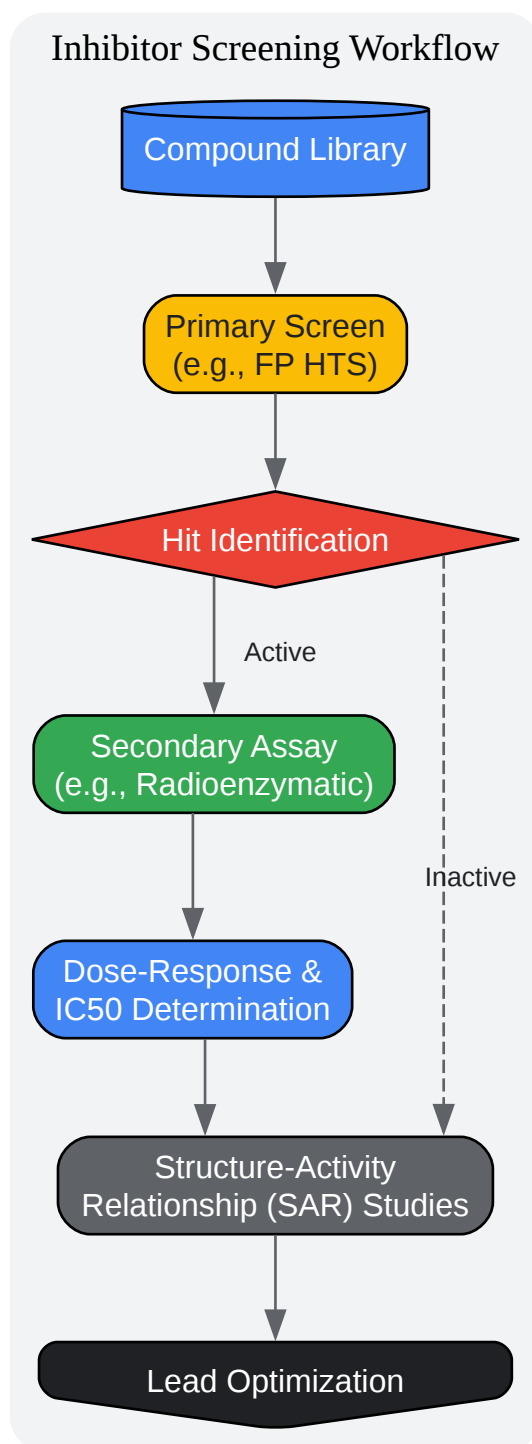 Inhibitor Screening Workflow
Compound Library
Primary Screen
(e.g., FP HTS)
Hit Identification
Active
Secondary Assay
(e.g., Radioenzymatic)
Inactive
Dose-Response &
IC50 Determination
Structure-Activity
Relationship (SAR) Studies
Lead Optimization